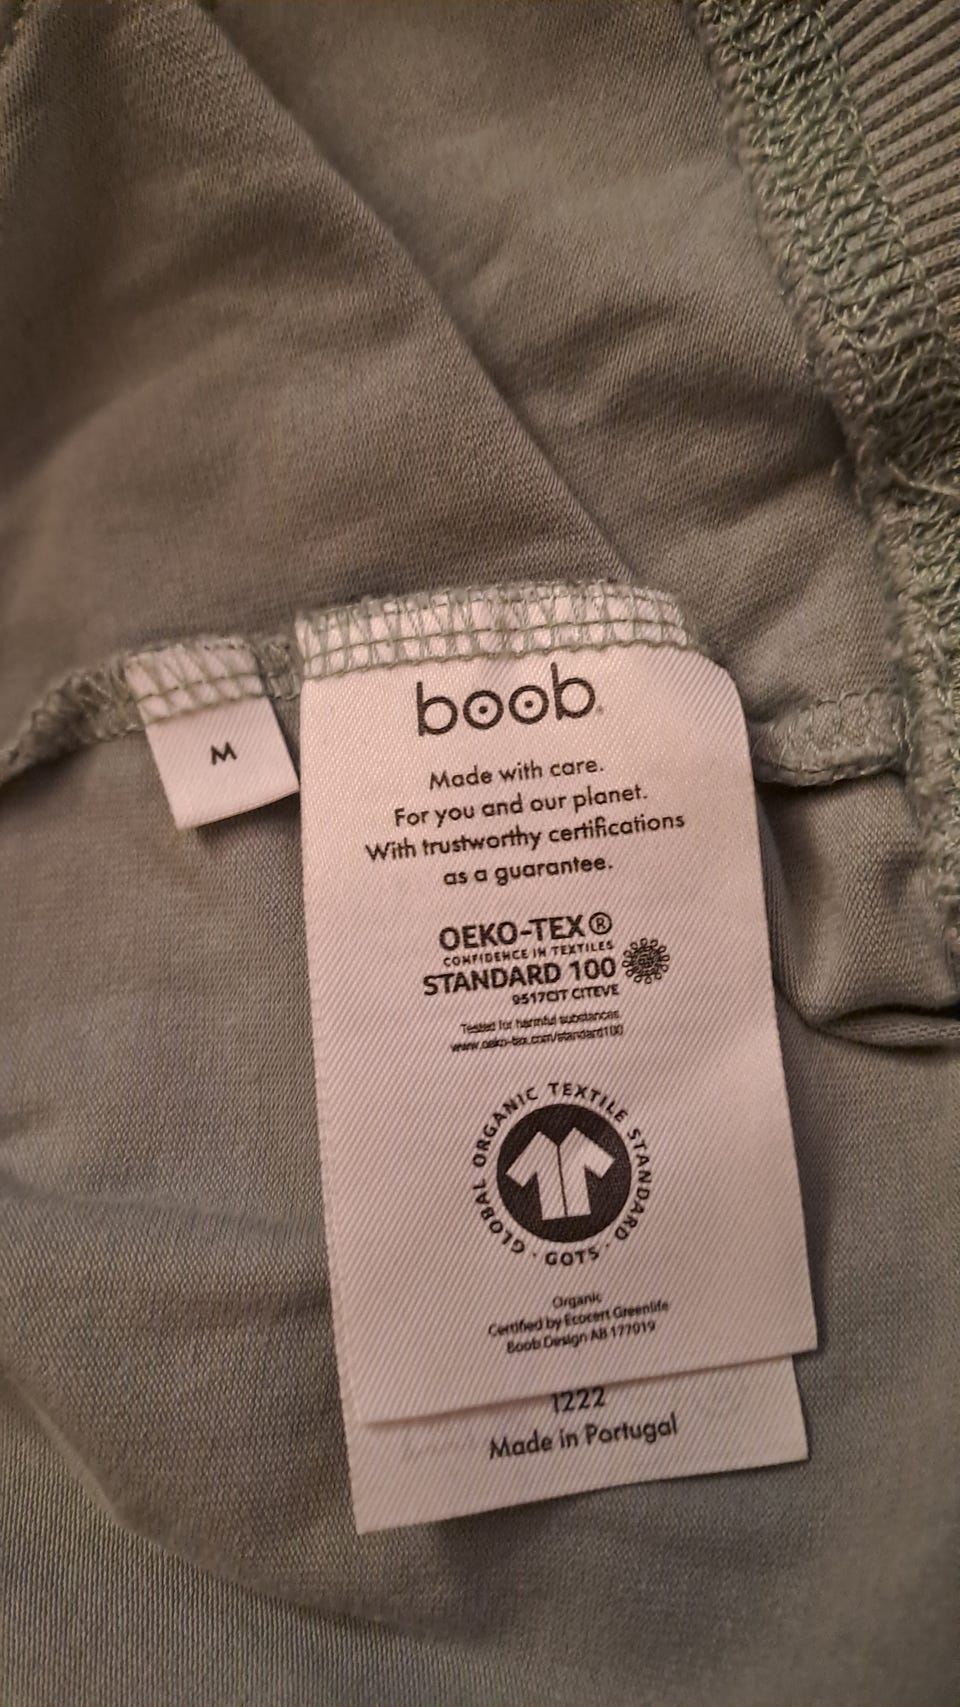 M
boob
Made with care.
For you and our planet.
With trustworthy certifications
as a guarantee.
OEKO-TEX®
CONFIDENCE IN TEXTILES
STANDARD 100
9517CIT CITEVE
Tested for harmful substances
www.oeko-tex.com/standard100
GLOBAL ORGANIC TEXTILE STANDARD · GOTS ·
Organic
Certified by Ecocert Greenlife
Boob Design AB 177019
1222
Made in Portugal